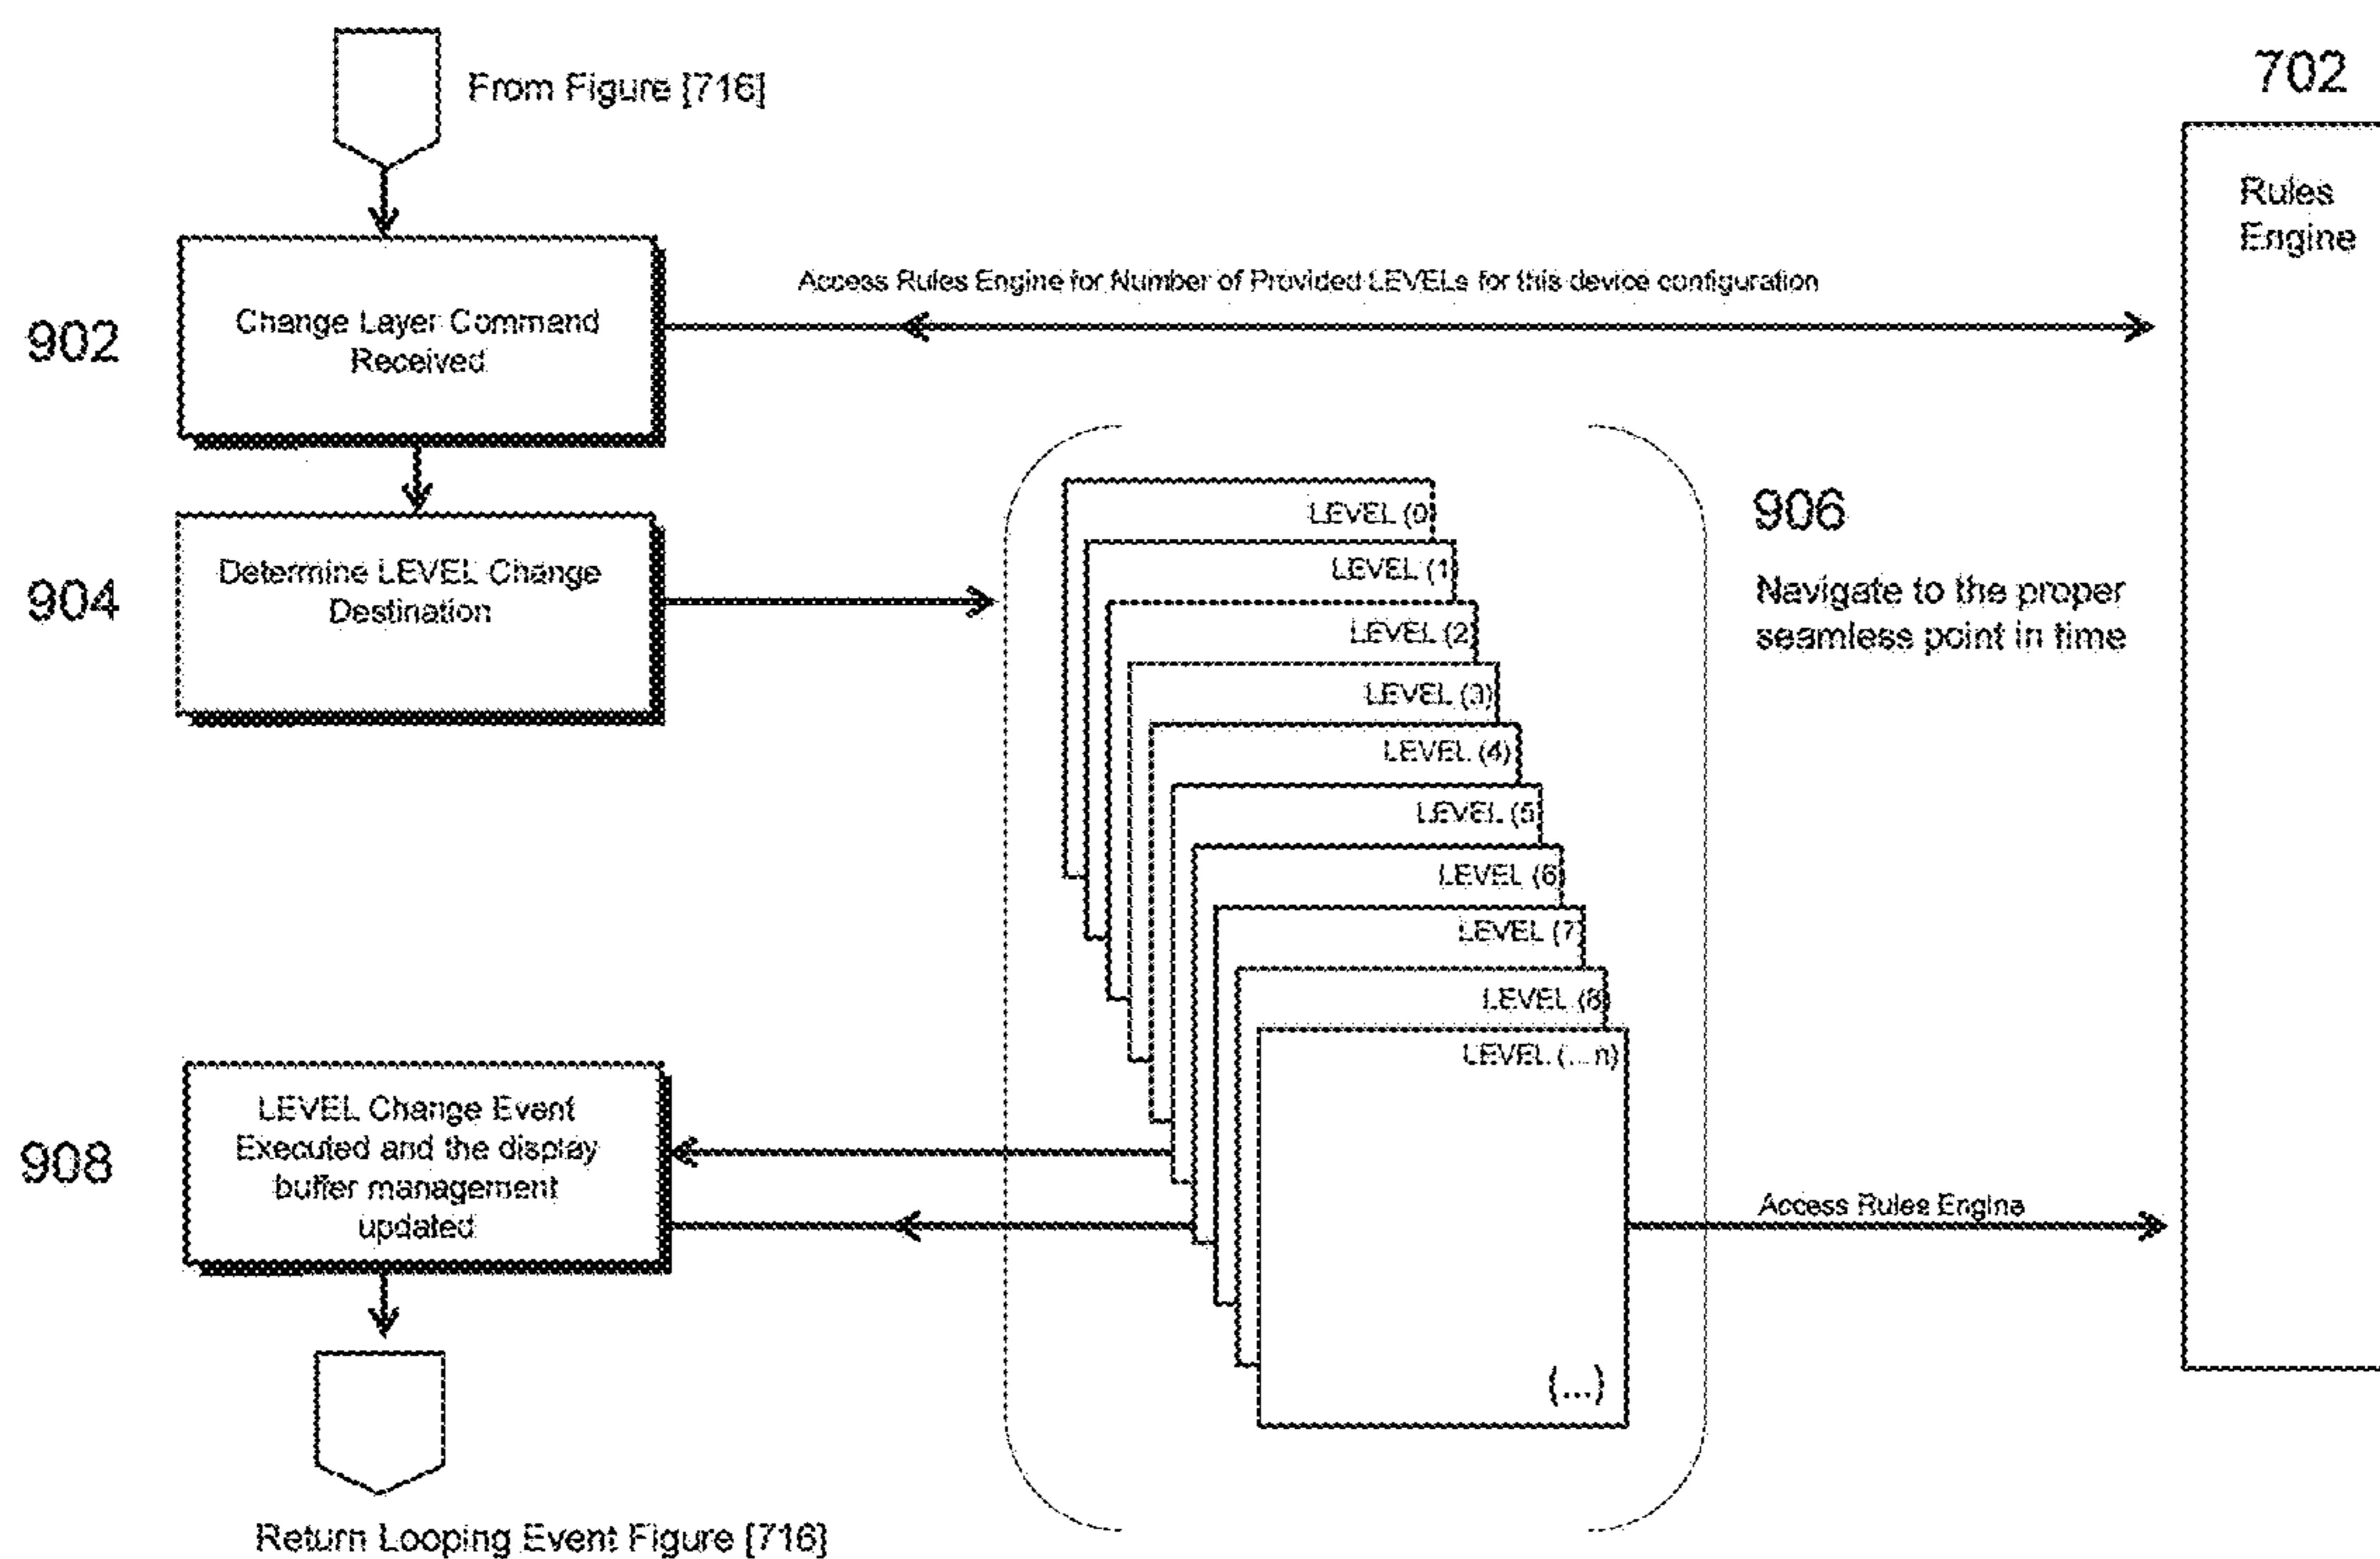 From Figure [716]
702
Rules
Engine
Access Rules Engine for Number of Provided LEVELs for this device configuration
902
Change Layer Command
Received
904
Determine LEVEL Change
Destination
LEVEL (0)
LEVEL (1)
LEVEL (2)
LEVEL (3)
LEVEL (4)
LEVEL (5)
LEVEL (6)
LEVEL (7)
LEVEL (8)
LEVEL (... n)
(...)
906
Navigate to the proper
seamless point in time
908
LEVEL Change Event
Executed and the display
buffer management
updated
Access Rules Engine
Return Looping Event Figure [716]